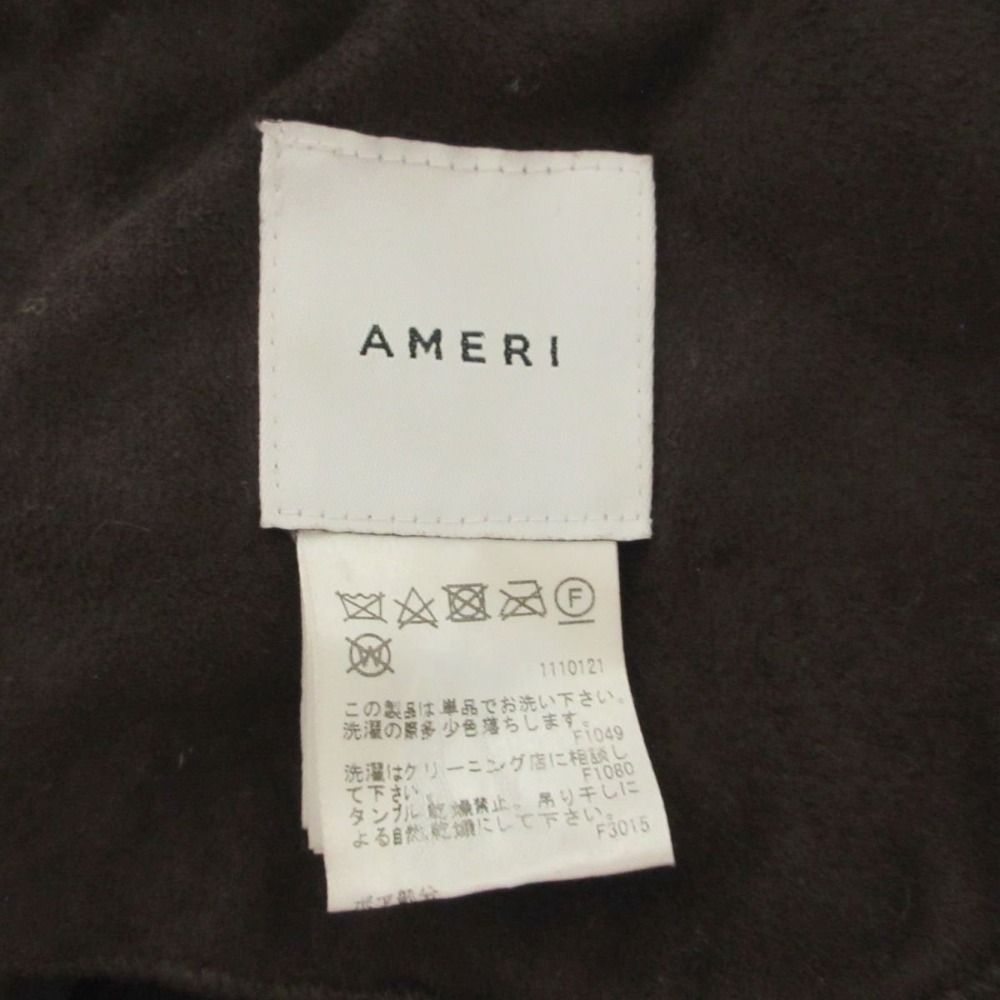 AMERI
F
W
1110121
この製品は単品でお洗い下さい。
洗濯の際多少色落ちします。
F1049
洗濯はクリーニング店に相談し
F1080
て下さい。
タンブル乾燥禁止。吊り干しに
よる自然乾燥にして下さい。
F3015